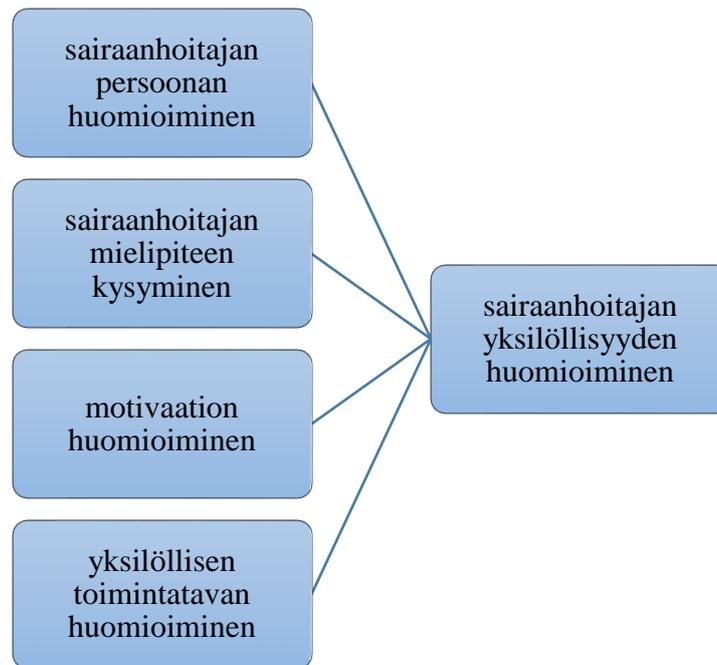 sairaanhoitajan
persoonan
huomioiminen
sairaanhoitajan
mielipiteen
kysyminen
motivaation
huomioiminen
yksilöllisen
toimintatavan
huomioiminen
sairaanhoitajan
yksilöllisyyden
huomioiminen